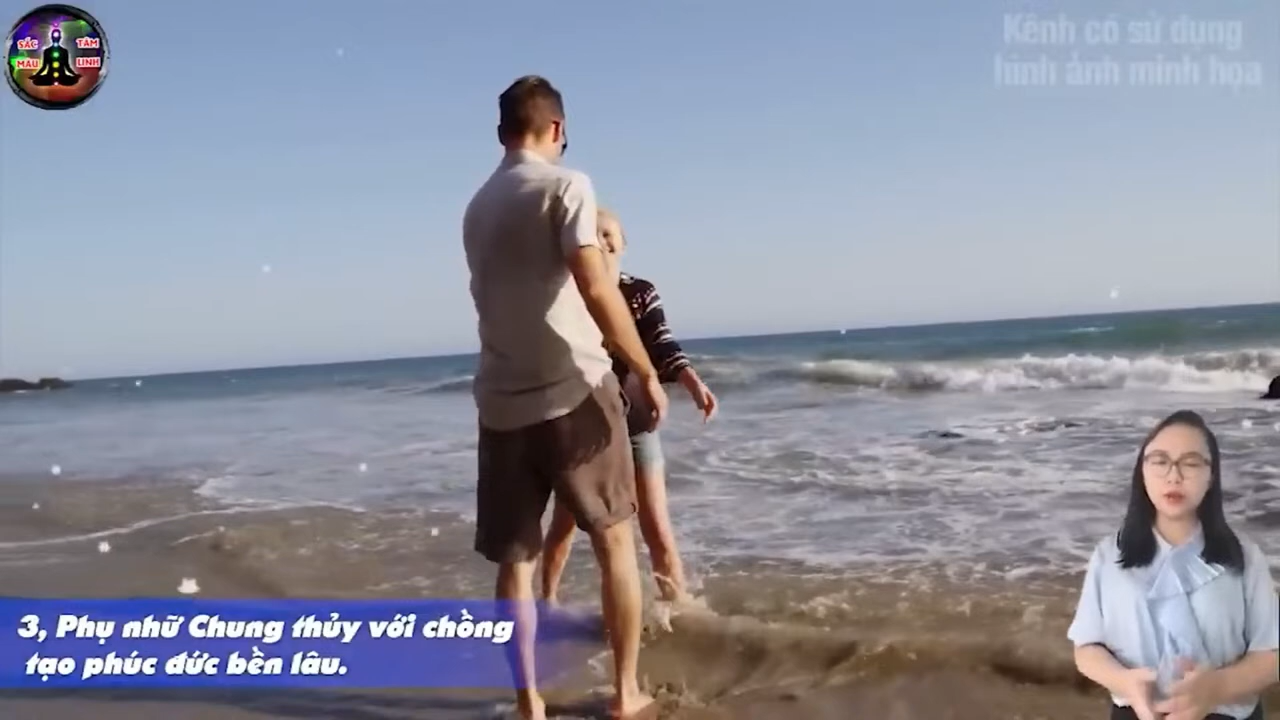 SẮC TÂM
MÀU LINH
Kênh có sử dụng
hình ảnh minh họa
3, Phụ nhữ Chung thủy với chồng
tạo phúc đức bền lâu.